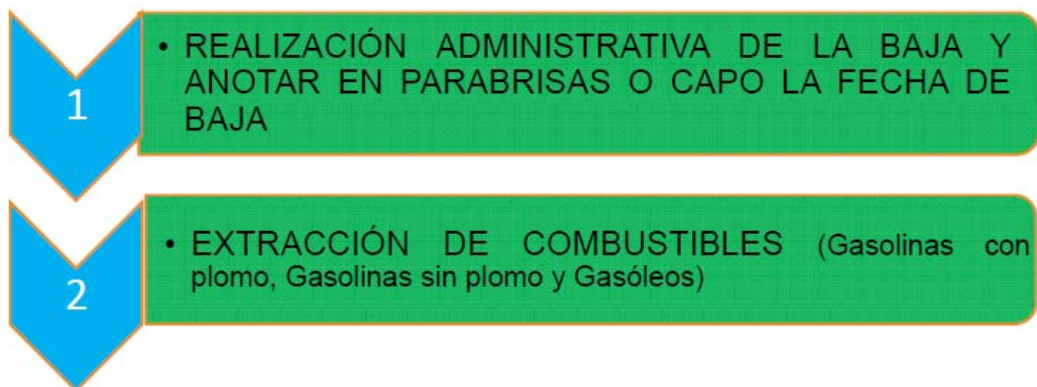 1
• REALIZACIÓN ADMINISTRATIVA DE LA BAJA Y
ANOTAR EN PARABRISAS O CAPO LA FECHA DE
BAJA
2
• EXTRACCIÓN DE COMBUSTIBLES (Gasolinas con
plomo, Gasolinas sin plomo y Gasóleos)